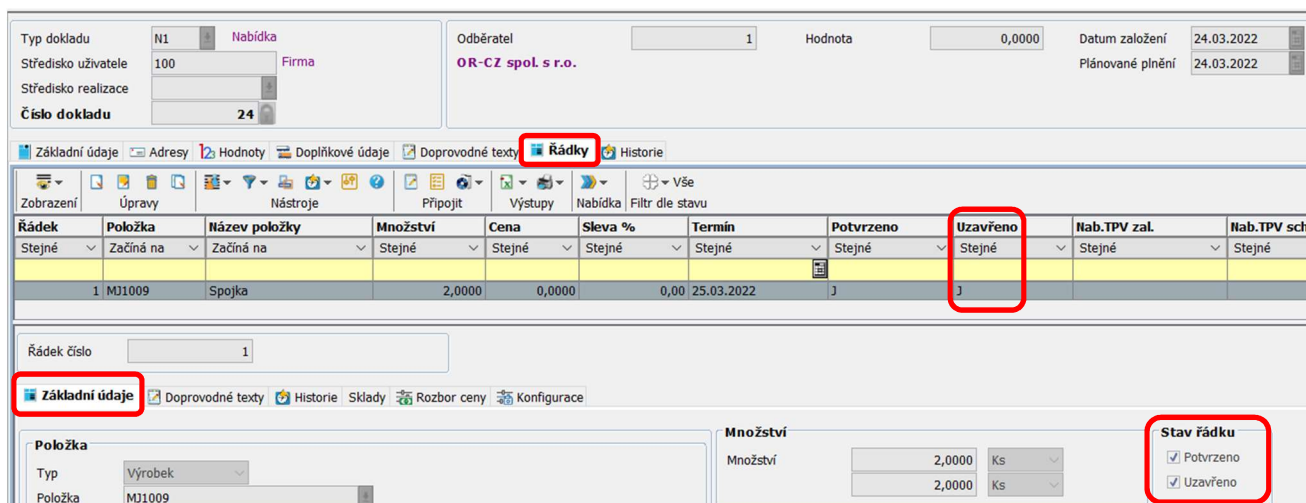 Typ dokladu N1 Nabídka Odběratel 1 Hodnota 0,0000 Datum založení 24.03.2022
Středisko uživatele 100 Firma OR-CZ spol. s r.o. Plánované plnění 24.03.2022
Středisko realizace
Číslo dokladu 24
Základní údaje Adresy Hodnoty Doplňkové údaje Doprovodné texty Řádky Historie
Vše
Zobrazení Úpravy Nástroje Připojit Výstupy Nabídka Filtr dle stavu
Řádek Položka Název položky Množství Cena Sleva % Termín Potvrzeno Uzavřeno Nab.TPV zal. Nab.TPV sch
Stejné Začíná na Začíná na Stejné Stejné Stejné Stejné Stejné Stejné Stejné Stejné
1 MJ1009 Spojka 2,0000 0,0000 0,00 25.03.2022 J J
Řádek číslo 1
Základní údaje Doprovodné texty Historie Sklady Rozbor ceny Konfigurace
Položka Množství Stav řádku
Typ Výrobek Množství 2,0000 Ks Potvrzeno
Položka MJ1009 2,0000 Ks Uzavřeno